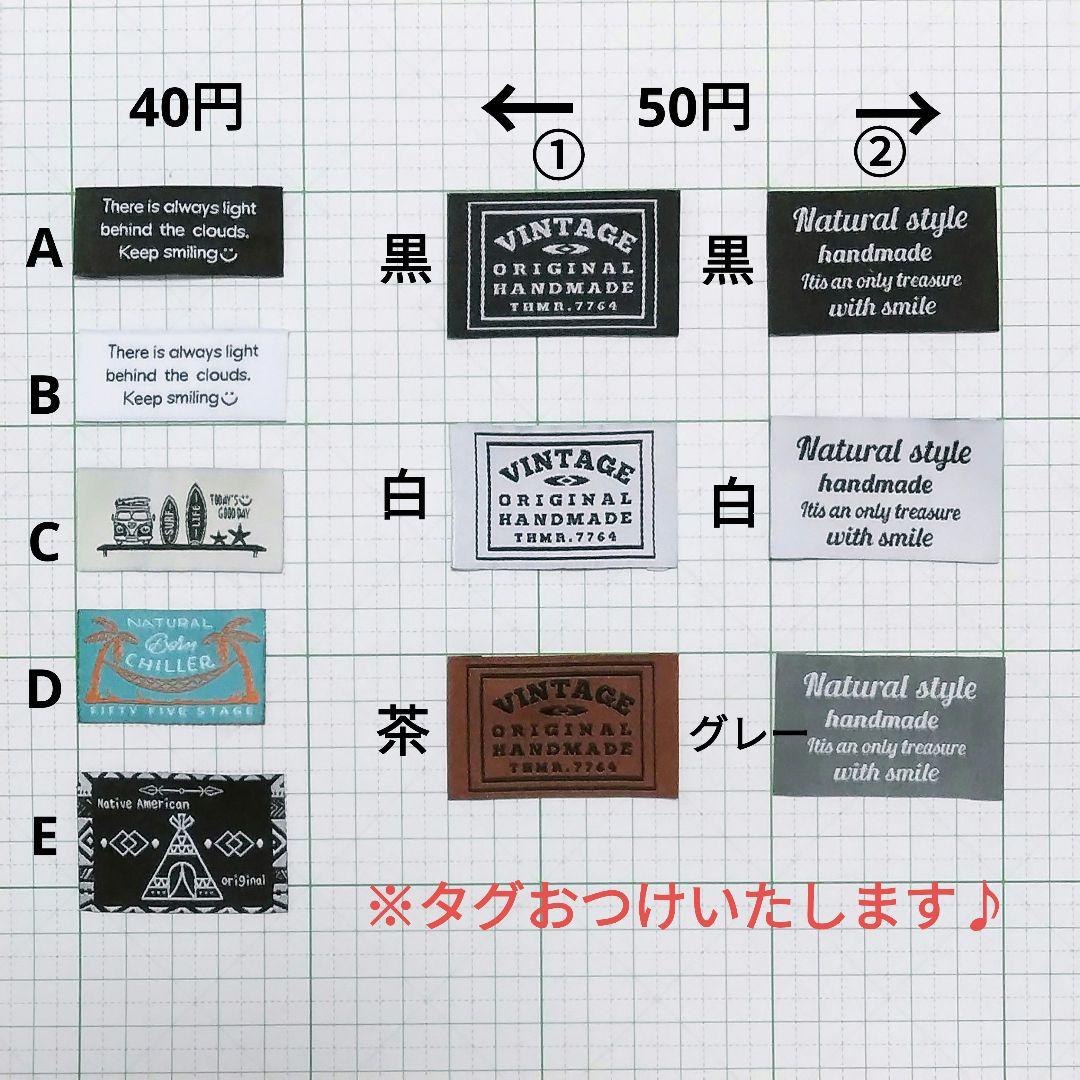 40円
← 50円 →
① ②
A
There is always light
behind the clouds.
Keep smiling
B
There is always light
behind the clouds.
Keep smiling
C
SURF
LIFE
TODAY'S
GOOD DAY
D
NATURAL
Born
CHILLER
FIFTY FIVE STAGE
E
Native American
original
黒
VINTAGE
ORIGINAL
HANDMADE
THMR.7764
白
VINTAGE
ORIGINAL
HANDMADE
THMR.7764
茶
VINTAGE
ORIGINAL
HANDMADE
THMR.7764
黒
Natural style
handmade
Itis an only treasure
with smile
白
Natural style
handmade
Itis an only treasure
with smile
グレー
Natural style
handmade
Itis an only treasure
with smile
※タグおつけいたします♪